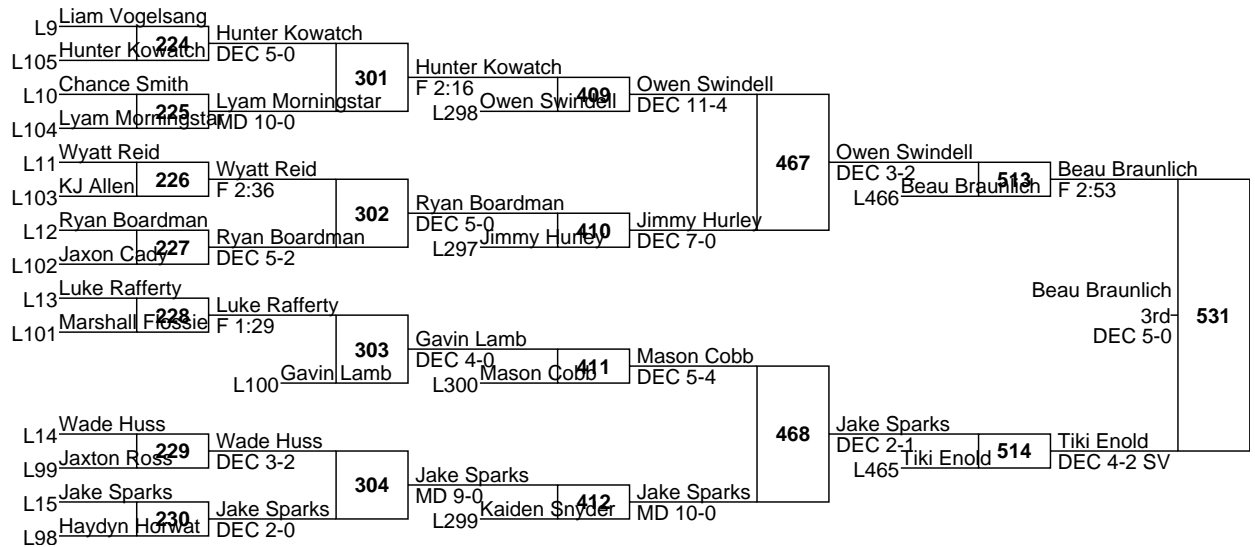 Liam Vogelsang
L9
224
Hunter Kowatch
L105
Hunter Kowatch
DEC 5-0
Chance Smith
L10
225
Lyam Morningstar
L104
Lyam Morningstar
MD 10-0
301
Hunter Kowatch
F 2:16
L298
Owen Swindell
409
Owen Swindell
DEC 11-4
Wyatt Reid
L11
226
KJ Allen
L103
Wyatt Reid
F 2:36
Ryan Boardman
L12
227
Jaxon Cady
L102
Ryan Boardman
DEC 5-2
302
Ryan Boardman
DEC 5-0
L297
Jimmy Hurley
410
Jimmy Hurley
DEC 7-0
467
Owen Swindell
DEC 3-2
L466
Beau Braunlich
513
Beau Braunlich
F 2:53
Luke Rafferty
L13
228
Marshall Flossie
L101
Luke Rafferty
F 1:29
L100
Gavin Lamb
303
Gavin Lamb
DEC 4-0
L300
Mason Cobb
411
Mason Cobb
DEC 5-4
Wade Huss
L14
229
Jaxton Ross
L99
Wade Huss
DEC 3-2
Jake Sparks
L15
230
Haydyn Horwat
L98
Jake Sparks
DEC 2-0
304
Jake Sparks
MD 9-0
L299
Kaiden Snyder
412
Jake Sparks
MD 10-0
468
Jake Sparks
DEC 2-1
L465
Tiki Enold
514
Tiki Enold
DEC 4-2 SV
Beau Braunlich
3rd
DEC 5-0
531